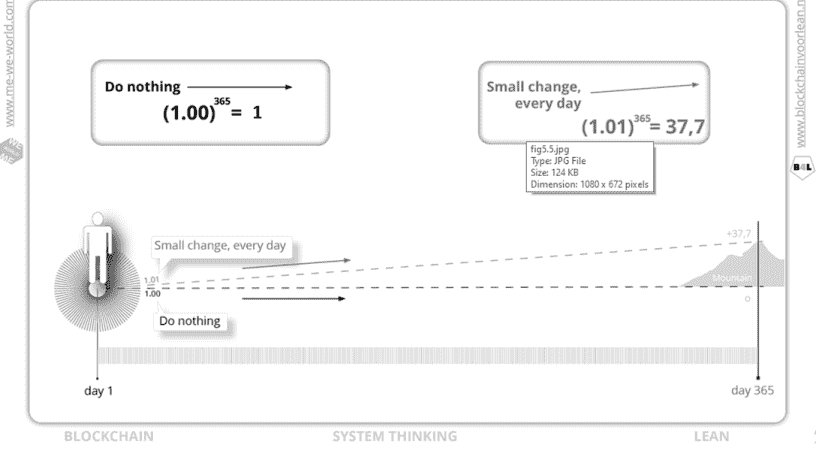 www.me-we-world.com
Do nothing
(1.00)365= 1
Small change,
every day
(1.01)365= 37,7
fig5.5.jpg
Type: JPG File
Size: 124 KB
Dimension: 1080 x 672 pixels
www.blockchainvoorlean.n
B4L
Small change, every day
+37,7
1.01
1.00
Mountain
0
Do nothing
day 1
day 365
BLOCKCHAIN
SYSTEM THINKING
LEAN